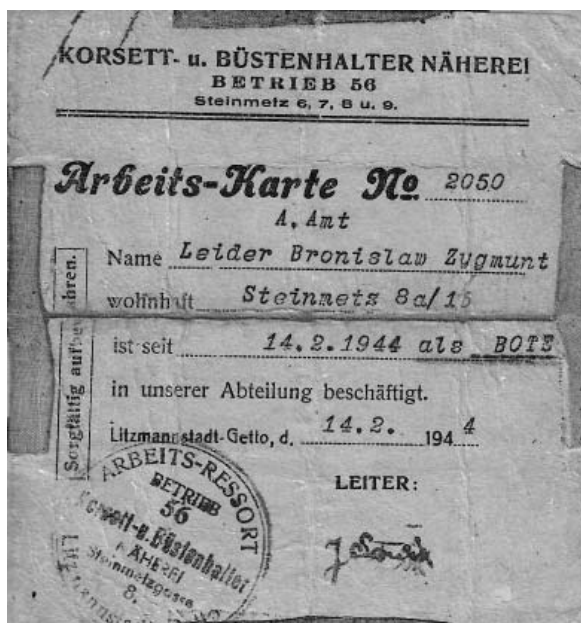 KORSETT- u. BÜSTENHALTER NÄHEREI
BETRIEB 56
Steinmetz 6, 7, 8 u. 9.
Arbeits-Karte No 2050
A. Amt
Name Leider Bronislaw Zygmunt
wohnhaft Steinmetz 8a/15
ist seit 14.2.1944 als BOTE
in unserer Abteilung beschäftigt.
Litzmannstadt-Getto, d. 14.2. 1944
LEITER:
Sorgfältig aufbewahren.
ARBEITS-RESSORT
BETRIEB
56
Korsett-u.Büstenhalter
NÄHEREI
Steinmetzgasse
8.